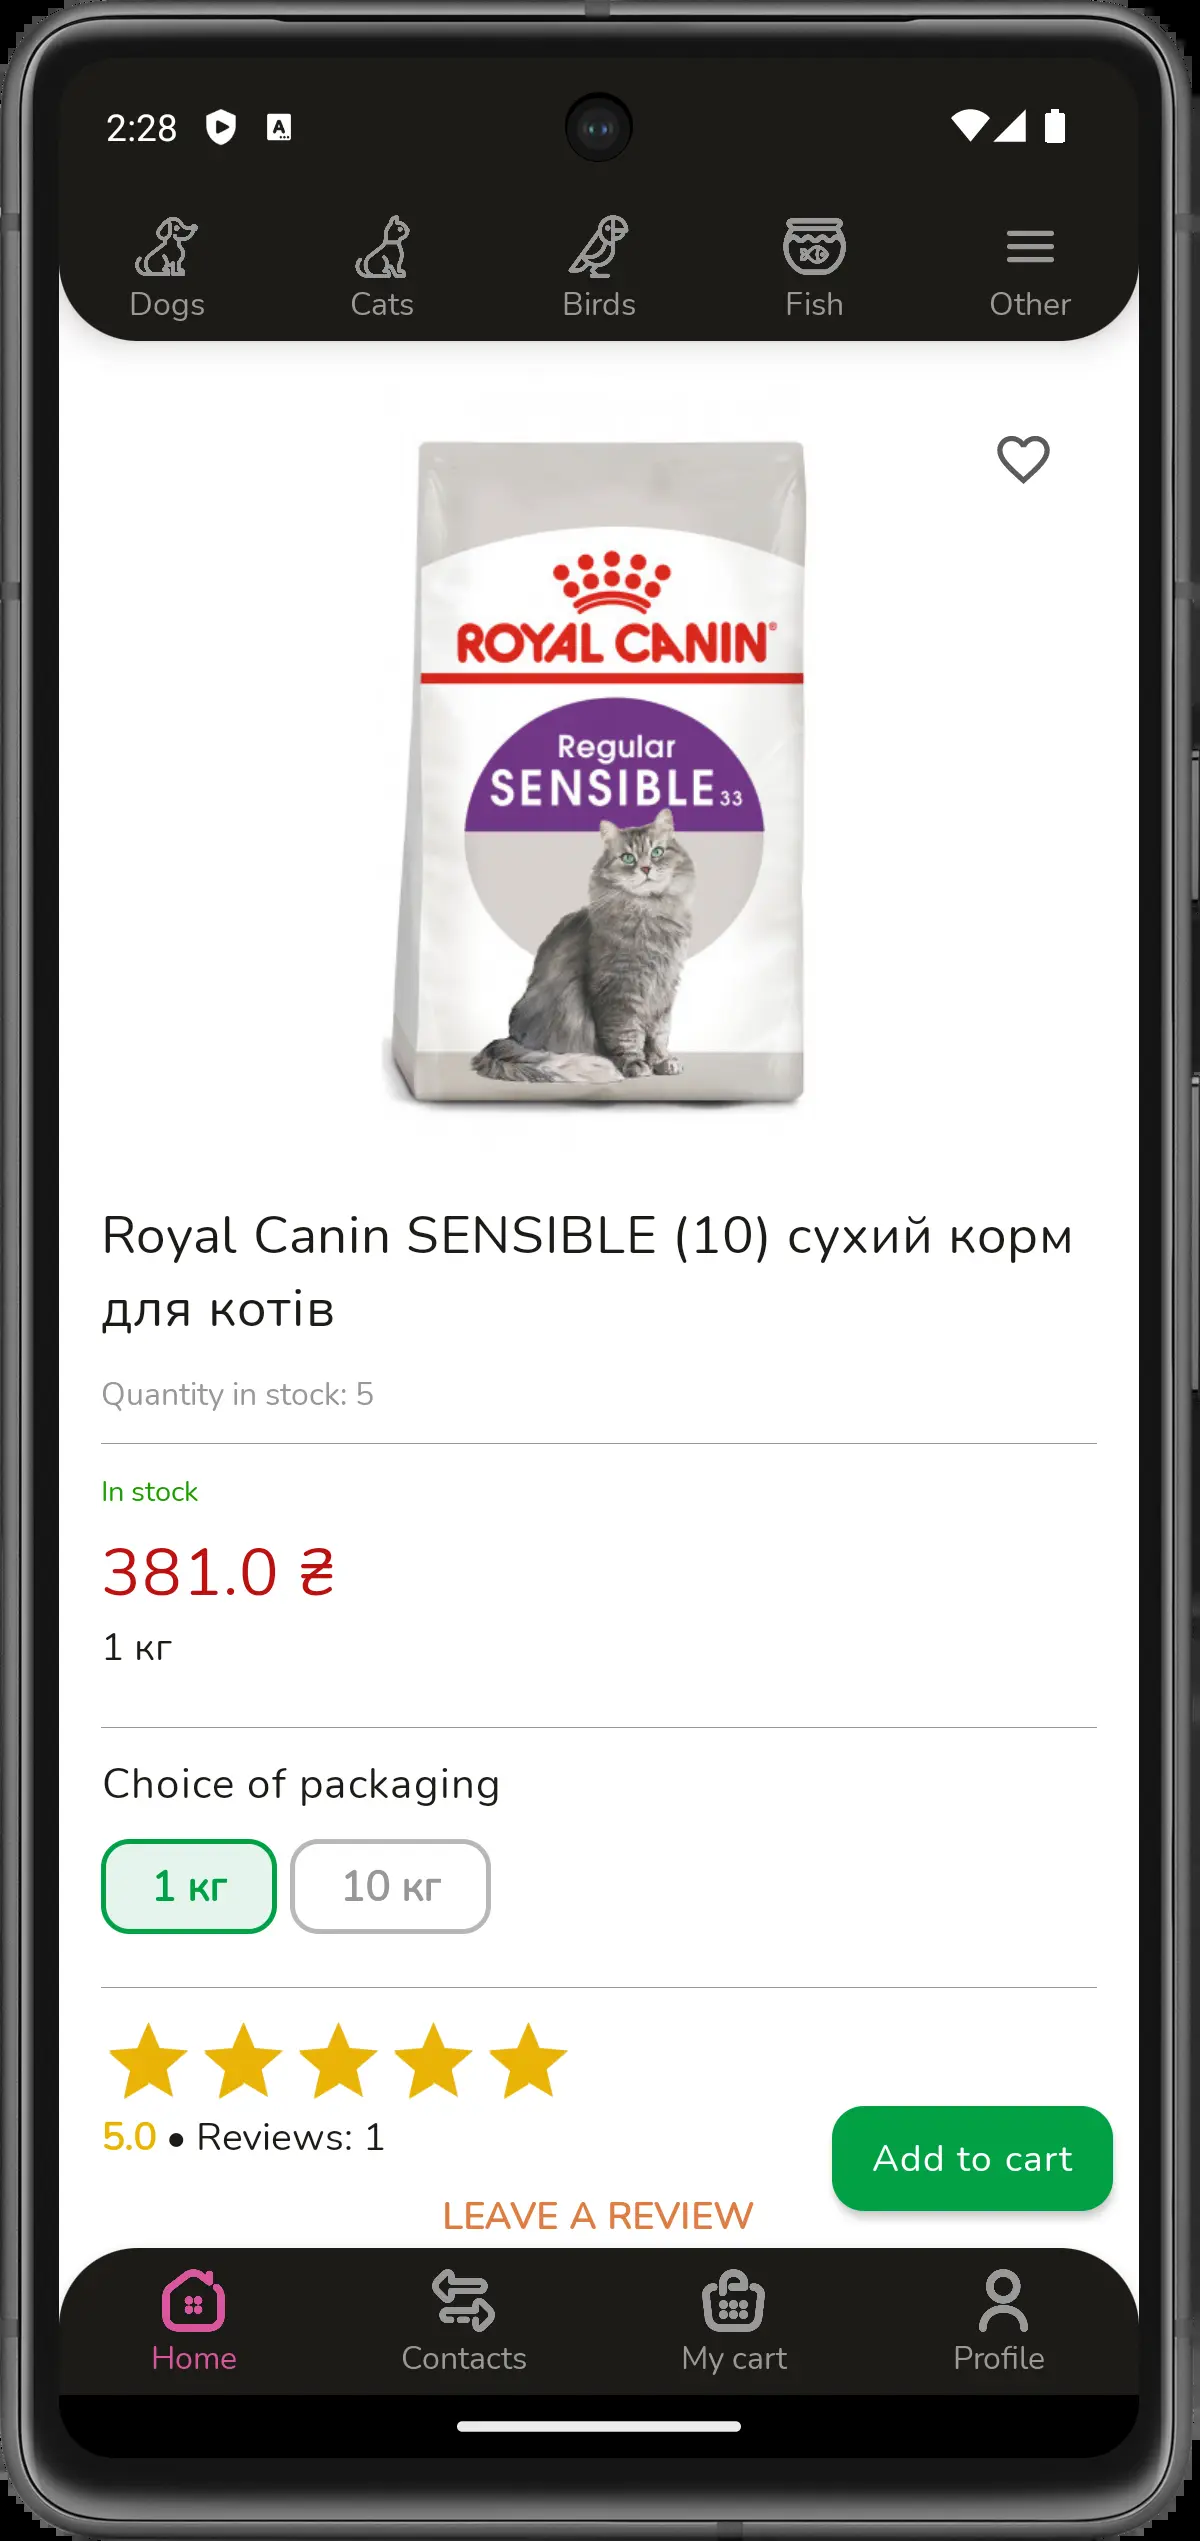 2:28
Dogs Cats Birds Fish Other
ROYAL CANIN®
Regular
SENSIBLE 33
Royal Canin SENSIBLE (10) сухий корм
для котів
Quantity in stock: 5
In stock
381.0 ₴
1 кг
Choice of packaging
1 кг 10 кг
5.0 • Reviews: 1
Add to cart
LEAVE A REVIEW
Home Contacts My cart Profile